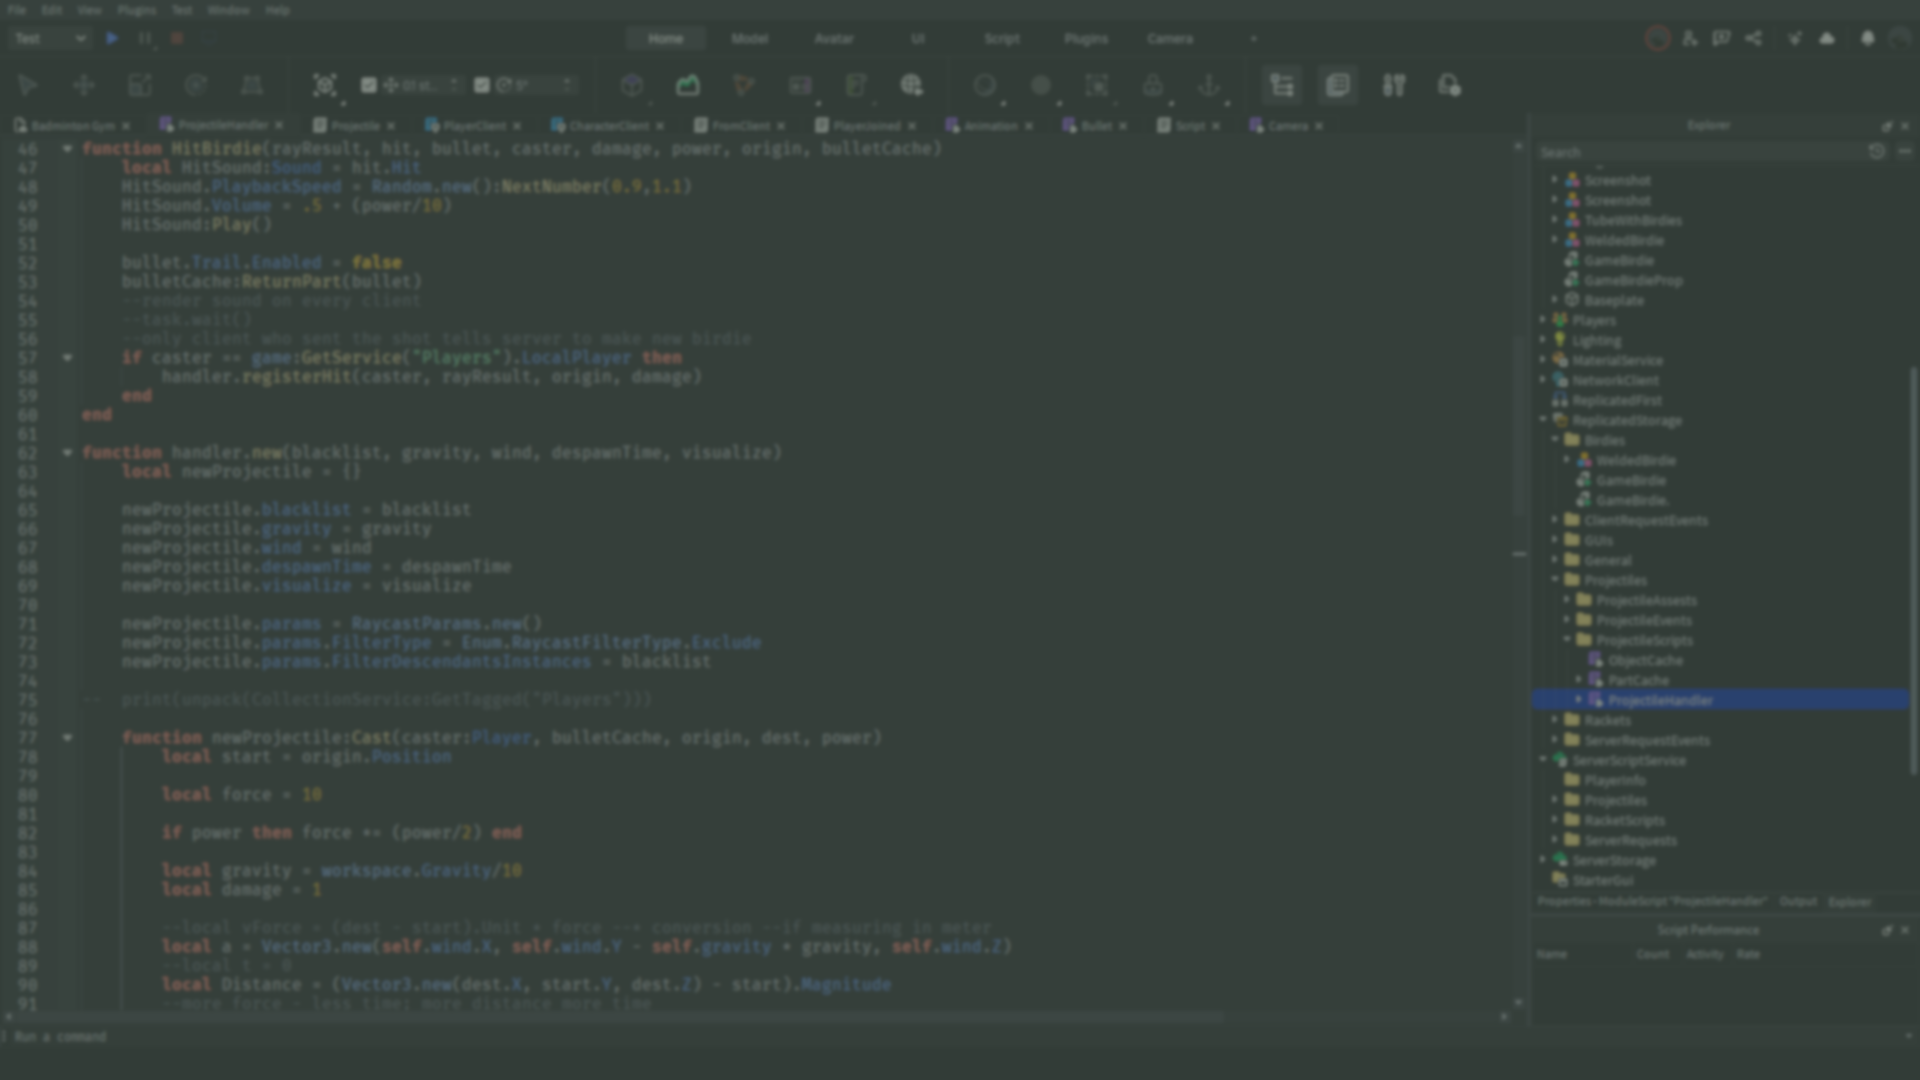 File Edit View Plugins Test Window Help
Test
Home Model Avatar UI Script Plugins Camera
BadmintonGym ProjectileHandler Projectile PlayerClient CharacterClient FromClient PlayerJoined Animation Bullet Script Camera
46 function HitBirdie(rayResult, hit, bullet, caster, damage, power, origin, bulletCache)
47 local HitSound:Sound = hit.Hit
48 HitSound.PlaybackSpeed = Random.new():NextNumber(0.9,1.1)
49 HitSound.Volume = .5 + (power/10)
50 HitSound:Play()
51
52 bullet.Trail.Enabled = false
53 bulletCache:ReturnPart(bullet)
54 --render sound on every client
55 --task.wait()
56 --only client who sent the shot tells server to make new birdie
57 if caster == game:GetService("Players").LocalPlayer then
58 handler.registerHit(caster, rayResult, origin, damage)
59 end
60 end
61
62 function handler.new(blacklist, gravity, wind, despawnTime, visualize)
63 local newProjectile = {}
64
65 newProjectile.blacklist = blacklist
66 newProjectile.gravity = gravity
67 newProjectile.wind = wind
68 newProjectile.despawnTime = despawnTime
69 newProjectile.visualize = visualize
70
71 newProjectile.params = RaycastParams.new()
72 newProjectile.params.FilterType = Enum.RaycastFilterType.Exclude
73 newProjectile.params.FilterDescendantsInstances = blacklist
74
75 -- print(unpack(CollectionService:GetTagged("Players")))
76
77 function newProjectile:Cast(caster:Player, bulletCache, origin, dest, power)
78 local start = origin.Position
79
80 local force = 10
81
82 if power then force += (power/2) end
83
84 local gravity = workspace.Gravity/10
85 local damage = 1
86
87 --local vforce = (dest - start).Unit * force --* conversion --if measuring in meter
88 local a = Vector3.new(self.wind.X, self.wind.Y - self.gravity * gravity, self.wind.Z)
89 --local t = 0
90 local Distance = (Vector3.new(dest.X, start.Y, dest.Z) - start).Magnitude
91 --more force - less time; more distance more time
Run a command
Explorer
Search
Screenshot
Screenshot
TubeWithBirdies
WeldedBirdie
GameBirdie
GameBirdieProp
Baseplate
Players
Lighting
MaterialService
NetworkClient
ReplicatedFirst
ReplicatedStorage
Birdies
WeldedBirdie
GameBirdie
GameBirdie.
ClientRequestEvents
GUIs
General
Projectiles
ProjectileAssests
ProjectileEvents
ProjectileScripts
ObjectCache
PartCache
ProjectileHandler
Rackets
ServerRequestEvents
ServerScriptService
PlayerInfo
Projectiles
RacketScripts
ServerRequests
ServerStorage
StarterGui
Properties - ModuleScript "ProjectileHandler" Output Explorer
Script Performance
Name Count Activity Rate